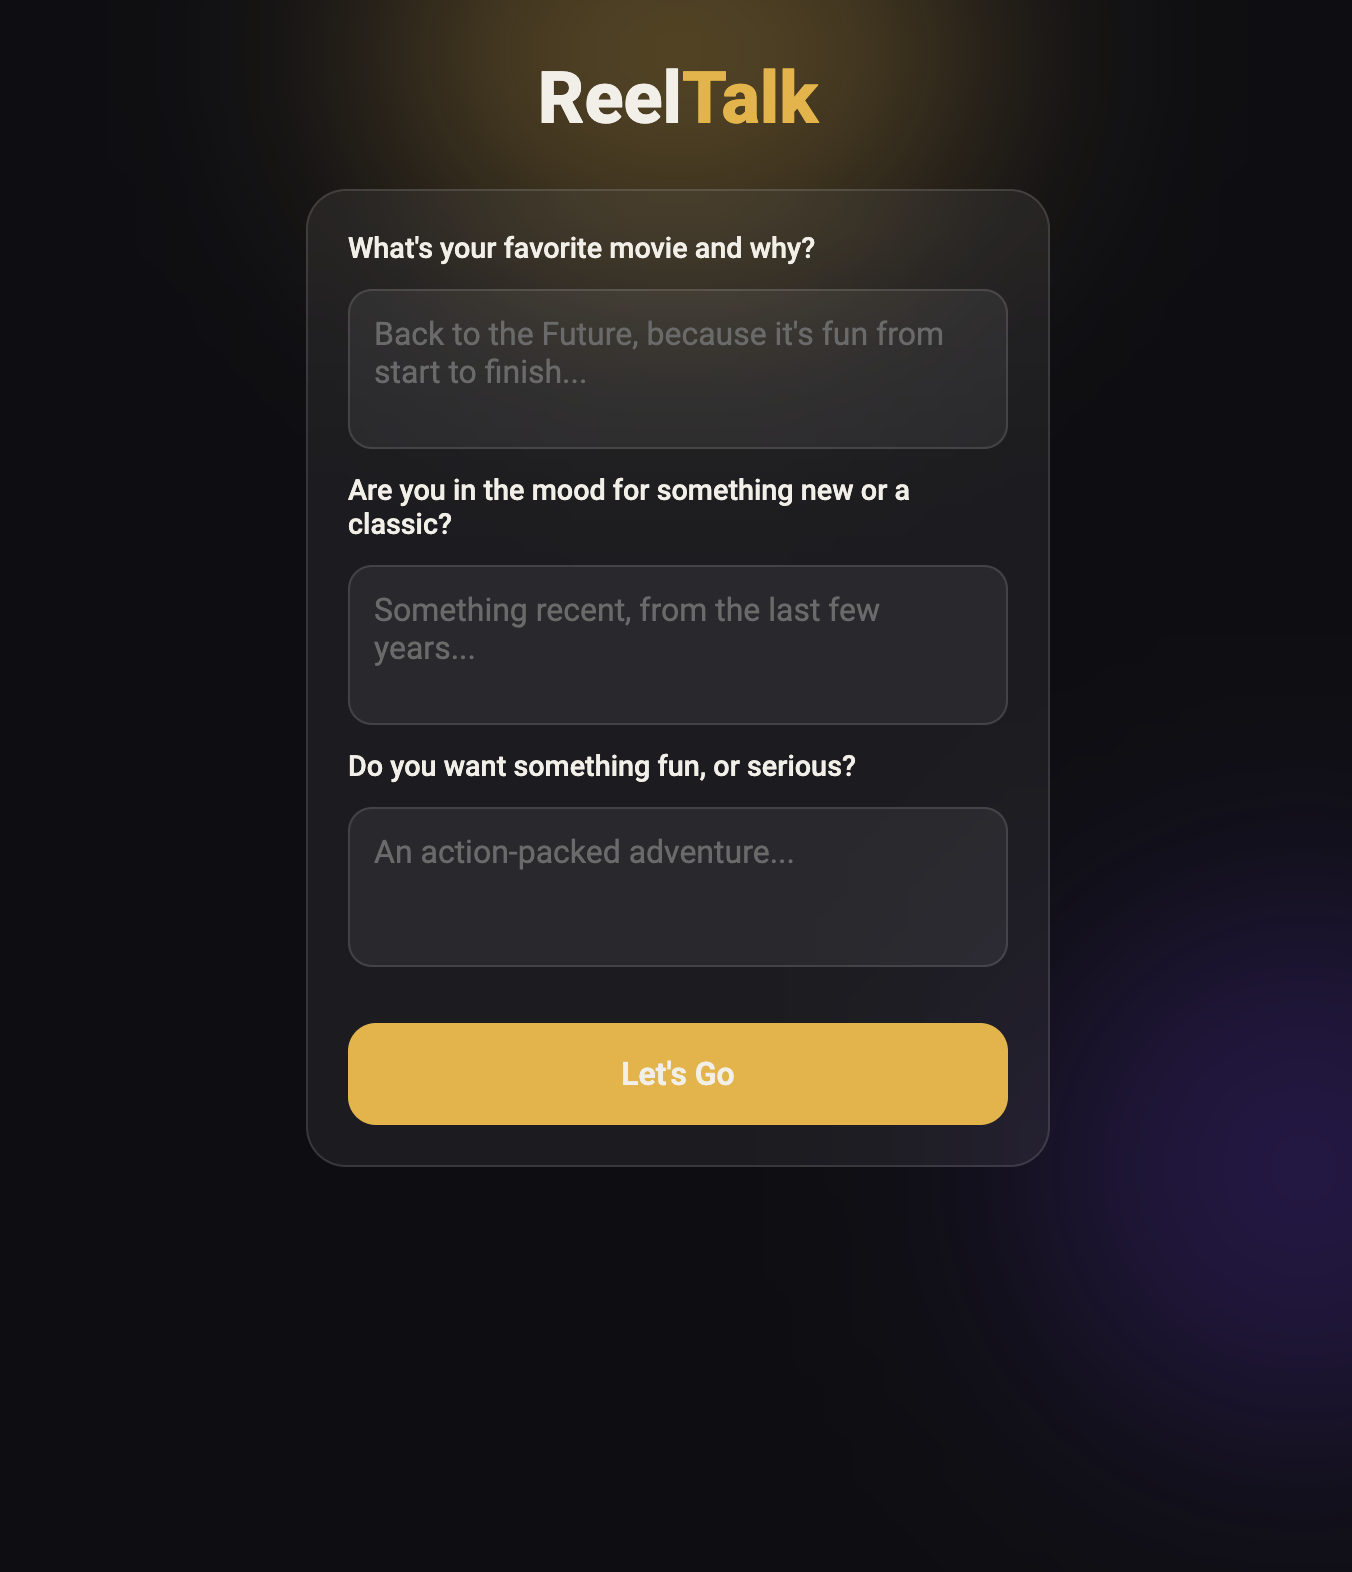 ReelTalk
What's your favorite movie and why?
Back to the Future, because it's fun from
start to finish...
Are you in the mood for something new or a
classic?
Something recent, from the last few
years...
Do you want something fun, or serious?
An action-packed adventure...
Let's Go